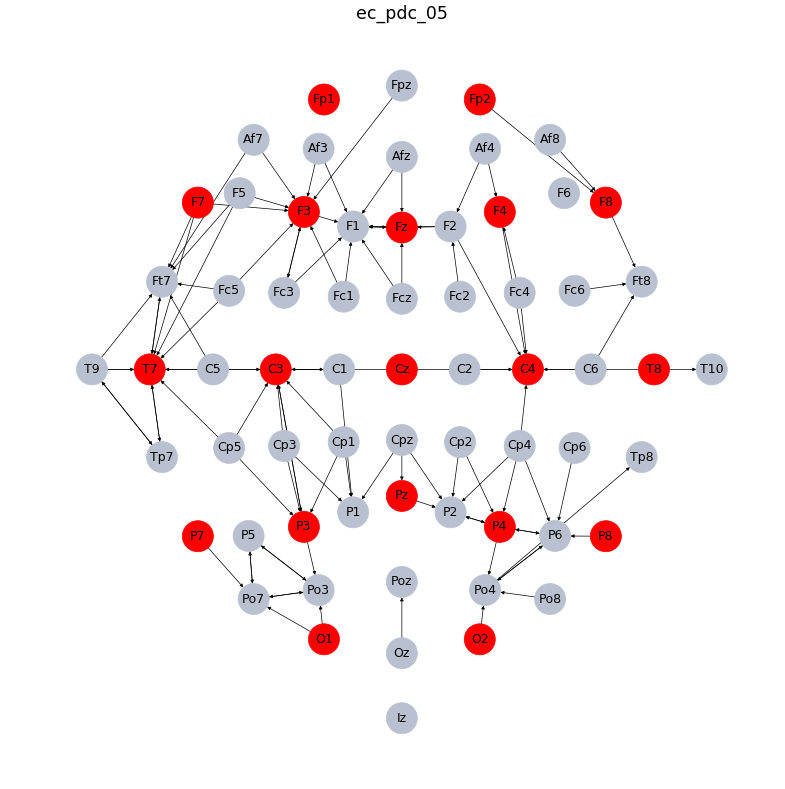 ec_pdc_05
Fpz
Fp1 Fp2
Af7 Af3 Afz Af4 Af8
F7 F5 F3 F1 Fz F2 F4 F6 F8
Ft7 Fc5 Fc3 Fc1 Fcz Fc2 Fc4 Fc6 Ft8
T9 T7 C5 C3 C1 Cz C2 C4 C6 T8 T10
Tp7 Cp5 Cp3 Cp1 Cpz Cp2 Cp4 Cp6 Tp8
P7 P5 P3 P1 Pz P2 P4 P6 P8
Po7 Po3 Poz Po4 Po8
O1 Oz O2
Iz